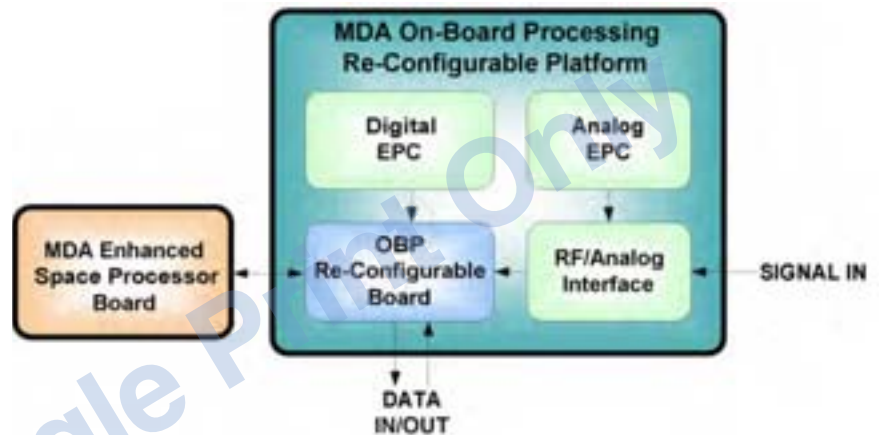 MDA On-Board Processing
Re-Configurable Platform
Digital
EPC
Analog
EPC
MDA Enhanced
Space Processor
Board
OBP
Re-Configurable
Board
RF/Analog
Interface
SIGNAL IN
DATA
IN/OUT
gle Print Only